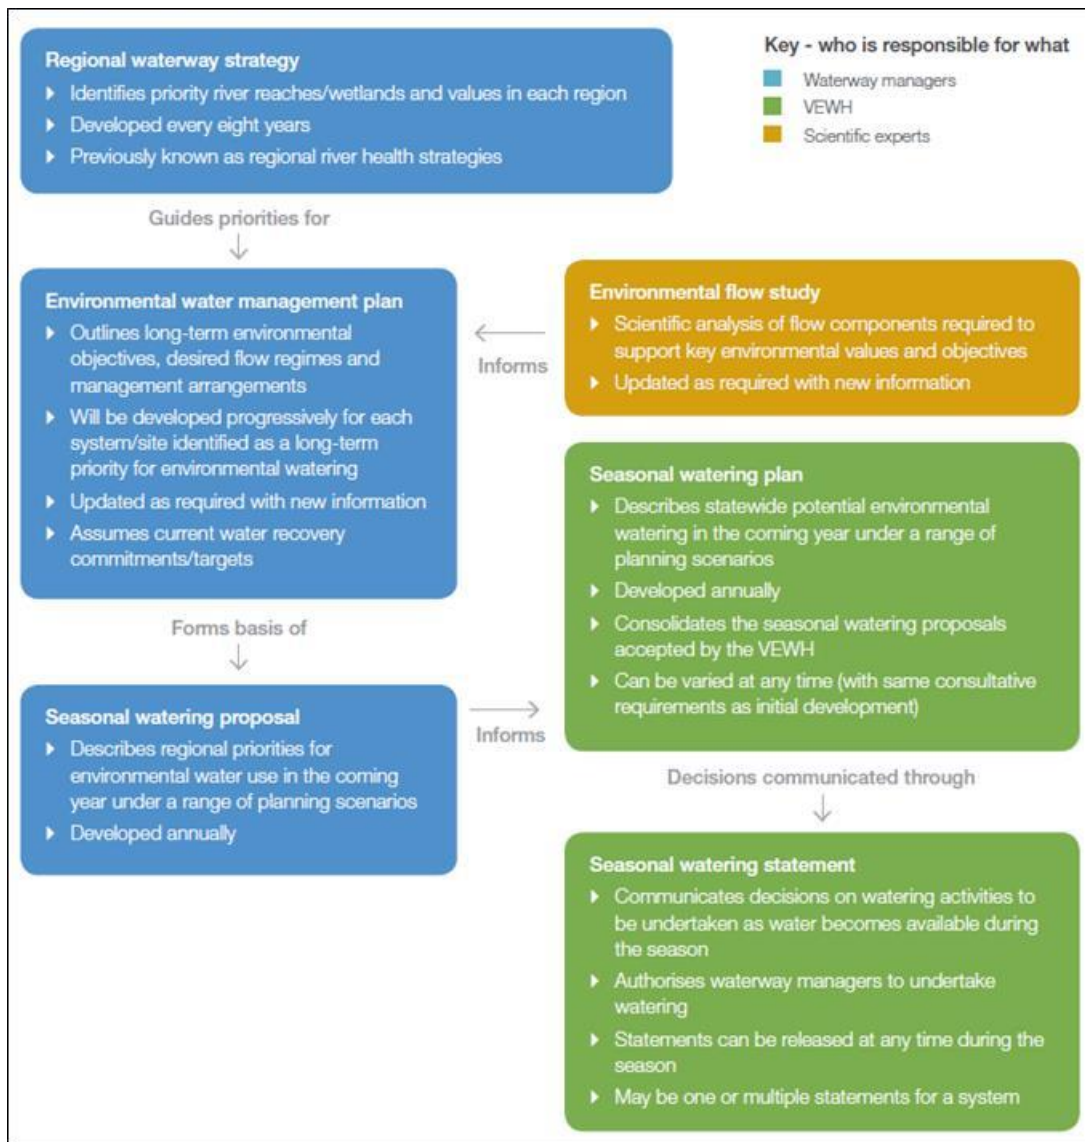 Regional waterway strategy
Identifies priority river reaches/wetlands and values in each region
Developed every eight years
Previously known as regional river health strategies
Key - who is responsible for what
Waterway managers
VEWH
Scientific experts
Guides priorities for
Environmental water management plan
Outlines long-term environmental
objectives, desired flow regimes and
management arrangements
Will be developed progressively for each
system/site identified as a long-term
priority for environmental watering
Updated as required with new information
Assumes current water recovery
commitments/targets
Informs
Environmental flow study
Scientific analysis of flow components required to
support key environmental values and objectives
Updated as required with new information
Forms basis of
Seasonal watering proposal
Describes regional priorities for
environmental water use in the coming
year under a range of planning scenarios
Developed annually
Informs
Seasonal watering plan
Describes statewide potential environmental
watering in the coming year under a range of
planning scenarios
Developed annually
Consolidates the seasonal watering proposals
accepted by the VEWH
Can be varied at any time (with same consultative
requirements as initial development)
Decisions communicated through
Seasonal watering statement
Communicates decisions on watering activities to
be undertaken as water becomes available during
the season
Authorises waterway managers to undertake
watering
Statements can be released at any time during the
season
May be one or multiple statements for a system